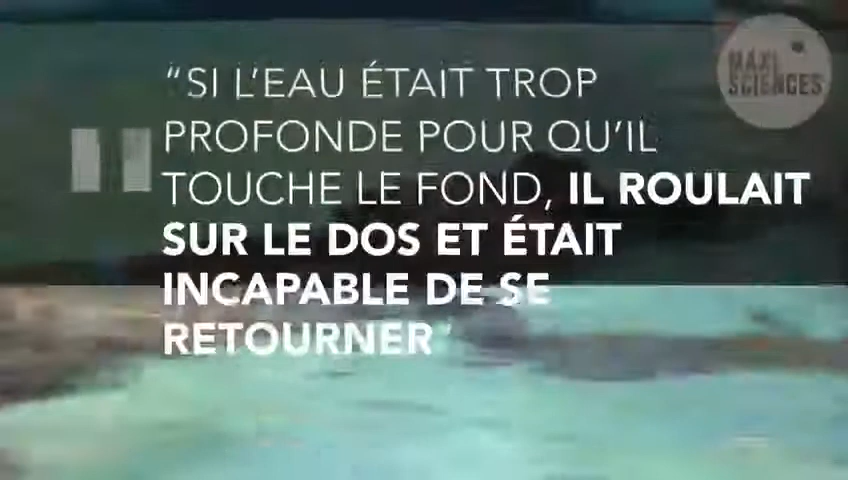 MAXI
SCIENCES
“SI L’EAU ÉTAIT TROP
PROFONDE POUR QU’IL
TOUCHE LE FOND, IL ROULAIT
SUR LE DOS ET ÉTAIT
INCAPABLE DE SE
RETOURNER”